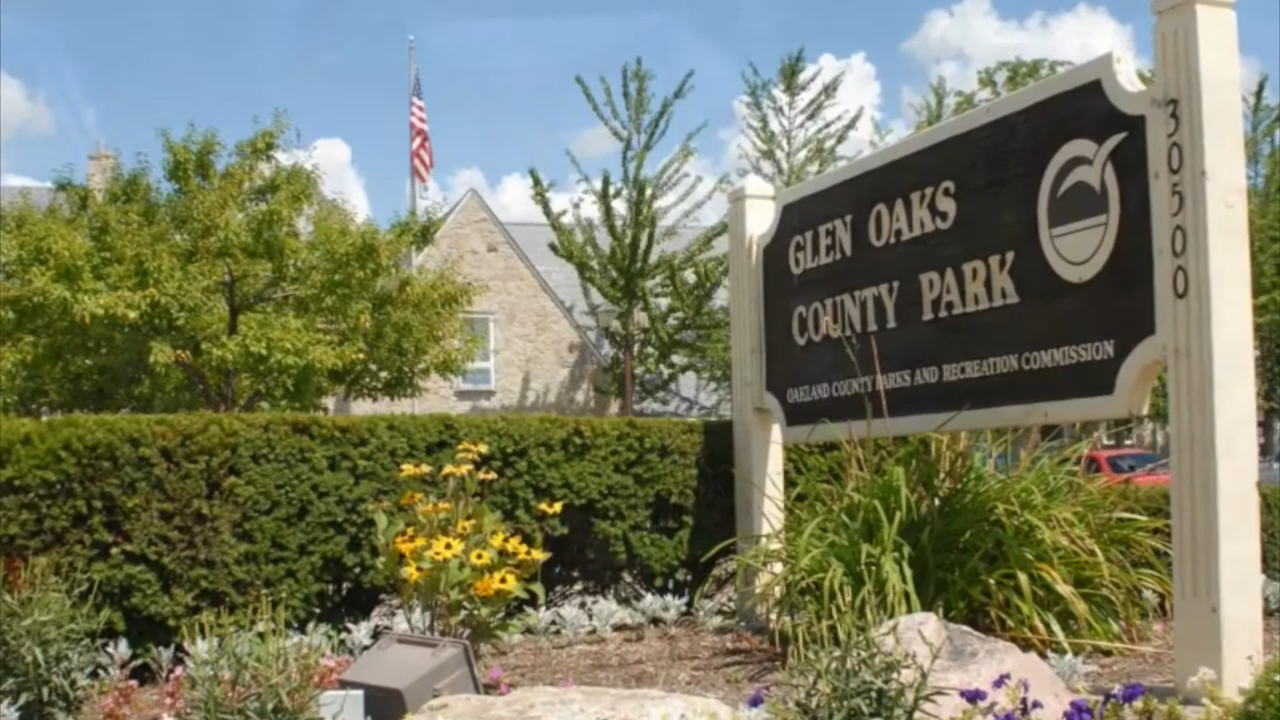 GLEN OAKS
COUNTY PARK
OAKLAND COUNTY PARKS AND RECREATION COMMISSION
30500